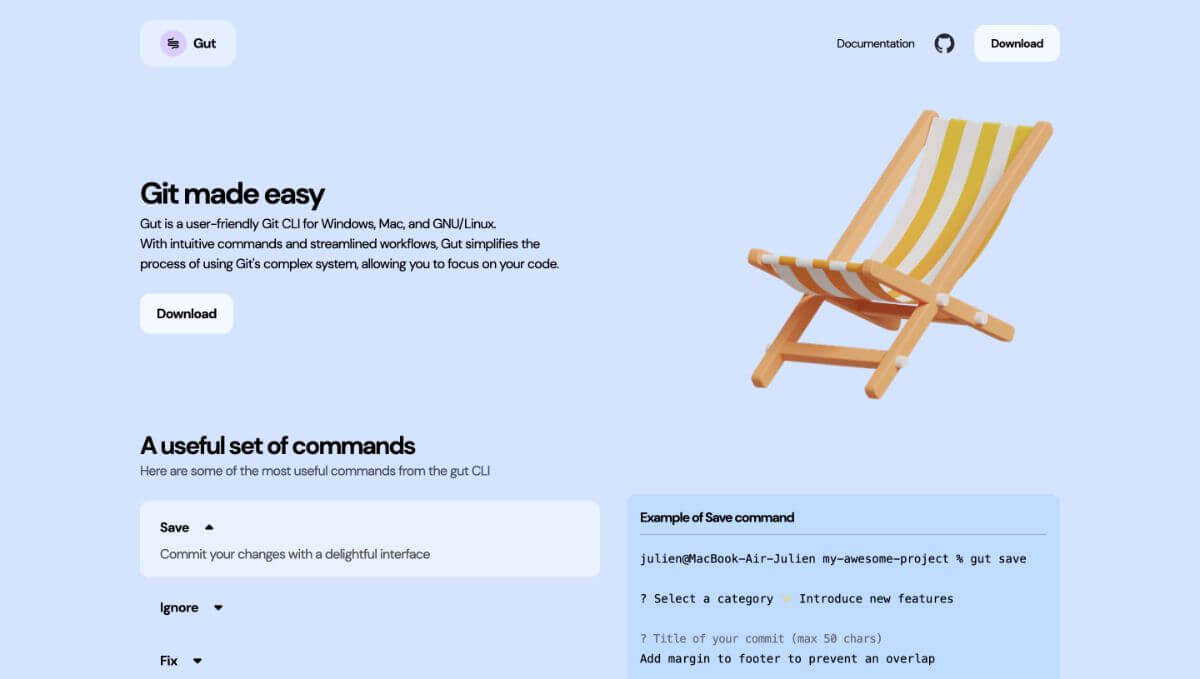 Gut
Documentation
Download
Git made easy
Gut is a user-friendly Git CLI for Windows, Mac, and GNU/Linux.
With intuitive commands and streamlined workflows, Gut simplifies the
process of using Git's complex system, allowing you to focus on your code.
Download
A useful set of commands
Here are some of the most useful commands from the gut CLI
Save
Commit your changes with a delightful interface
Ignore
Fix
Example of Save command
julien@MacBook-Air-Julien my-awesome-project % gut save
? Select a category ✨ Introduce new features
? Title of your commit (max 50 chars)
Add margin to footer to prevent an overlap